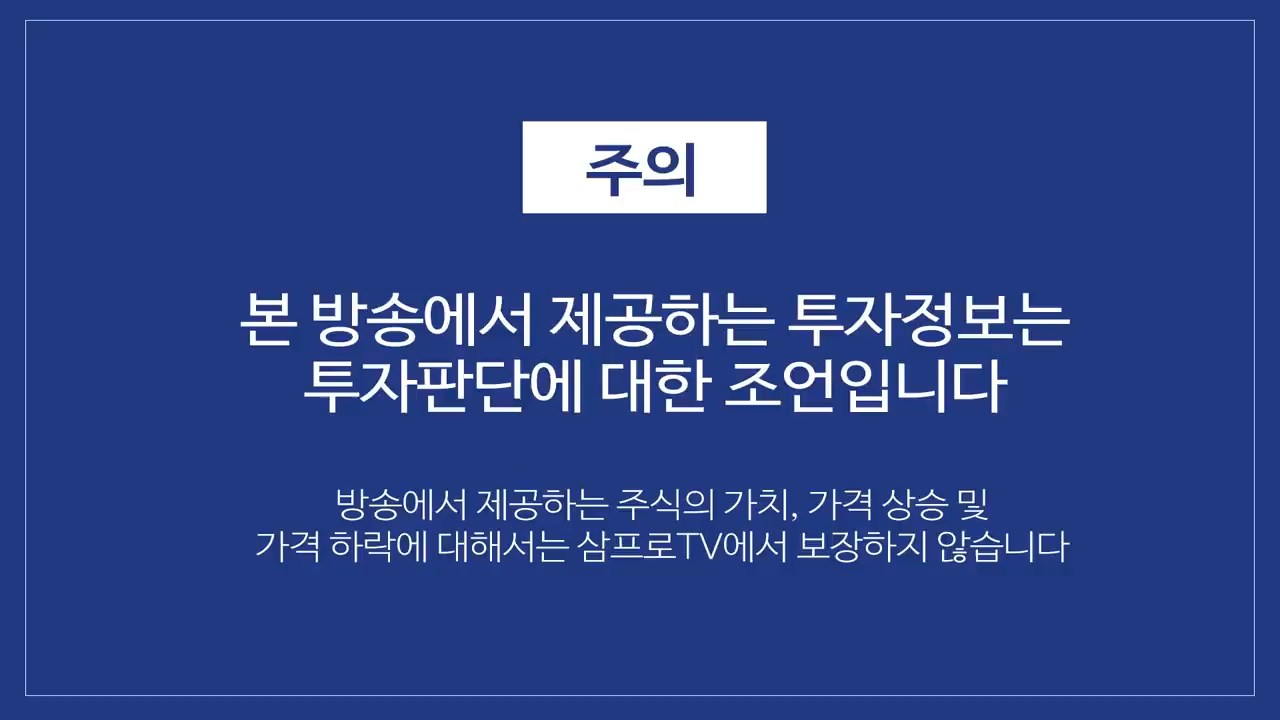 주의
본 방송에서 제공하는 투자정보는
투자판단에 대한 조언입니다
방송에서 제공하는 주식의 가치, 가격 상승 및
가격 하락에 대해서는 삼프로TV에서 보장하지 않습니다